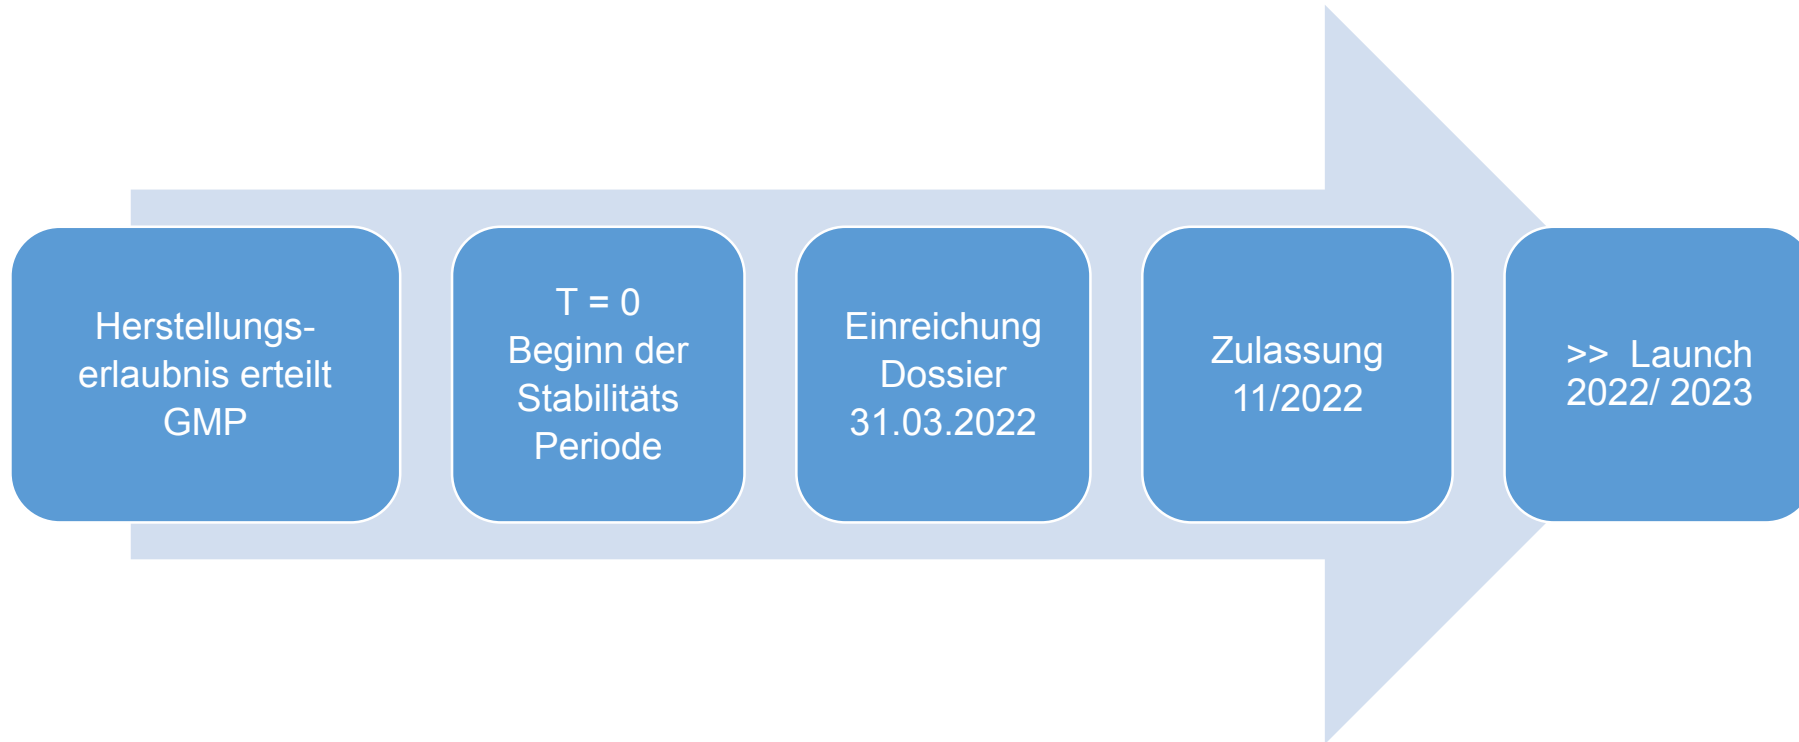 Herstellungs-
erlaubnis erteilt
GMP
T = 0
Beginn der
Stabilitäts
Periode
Einreichung
Dossier
31.03.2022
Zulassung
11/2022
>> Launch
2022/ 2023